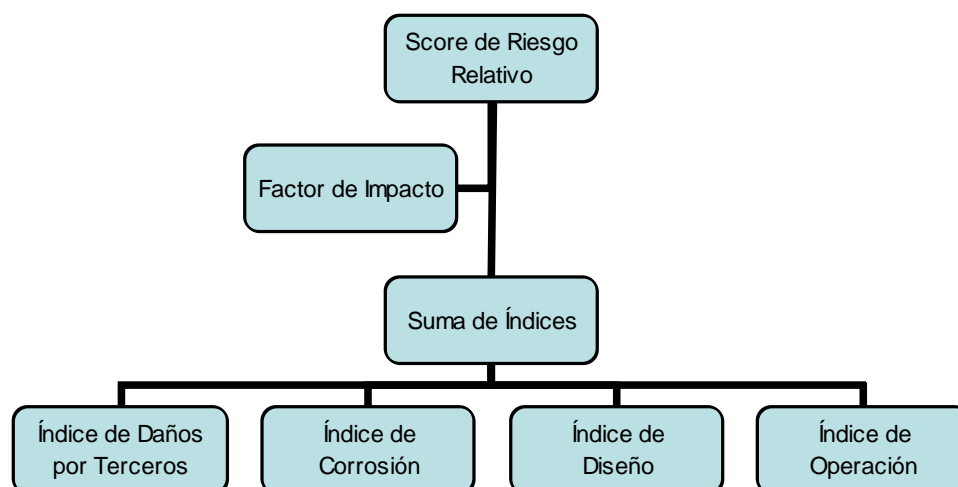 Score de Riesgo
Relativo
Factor de Impacto
Suma de Índices
Índice de Daños
por Terceros
Índice de
Corrosión
Índice de
Diseño
Índice de
Operación